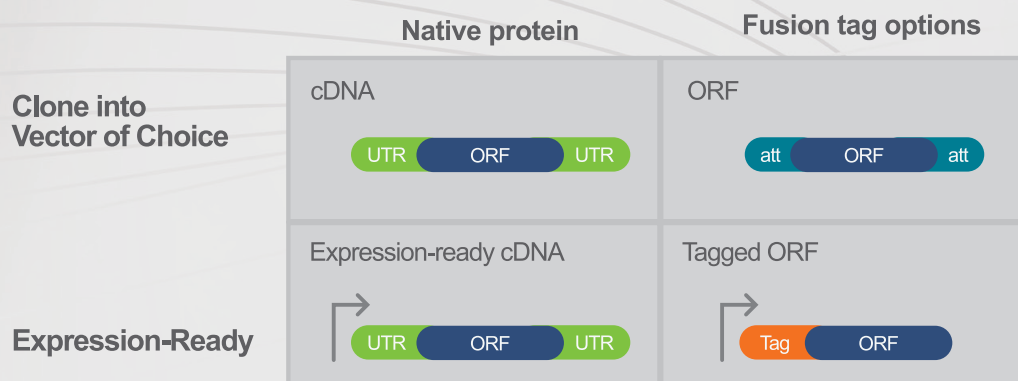 Native protein
Fusion tag options
Clone into
Vector of Choice
cDNA
UTR ORF UTR
ORF
att ORF att
Expression-Ready
Expression-ready cDNA
UTR ORF UTR
Tagged ORF
Tag ORF